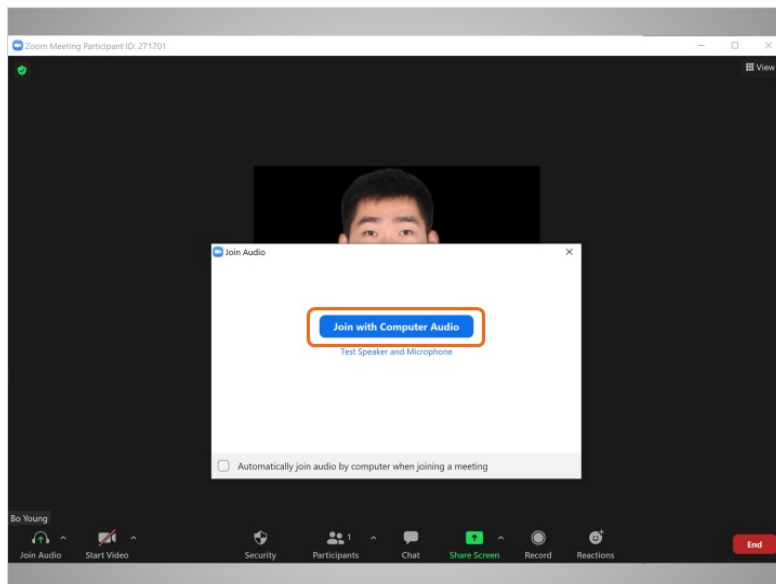 Zoom Meeting Participant ID: 271701
View
Join Audio
Join with Computer Audio
Test Speaker and Microphone
Automatically join audio by computer when joining a meeting
Bo Young
1
Join Audio
Start Video
Security
Participants
Chat
Share Screen
Record
Reactions
End